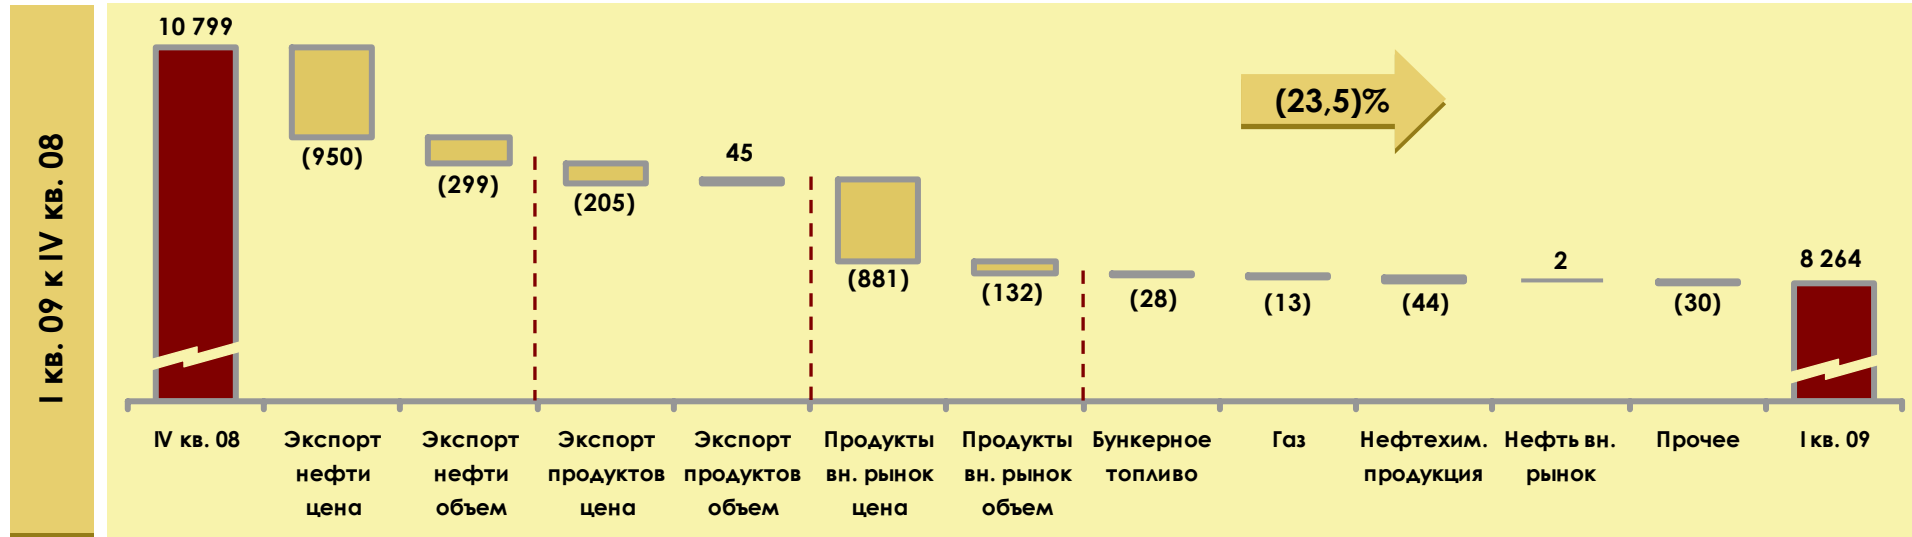 I кв. 09 к IV кв. 08
10 799
(950)
(299)
(205)
45
(881)
(132)
(28)
(13)
(44)
2
(30)
8 264
(23,5)%
IV кв. 08
Экспорт
нефти
цена
Экспорт
нефти
объем
Экспорт
продуктов
цена
Экспорт
продуктов
объем
Продукты
вн. рынок
цена
Продукты
вн. рынок
объем
Бункерное
топливо
Газ
Нефтехим.
продукция
Нефть вн.
рынок
Прочее
I кв. 09